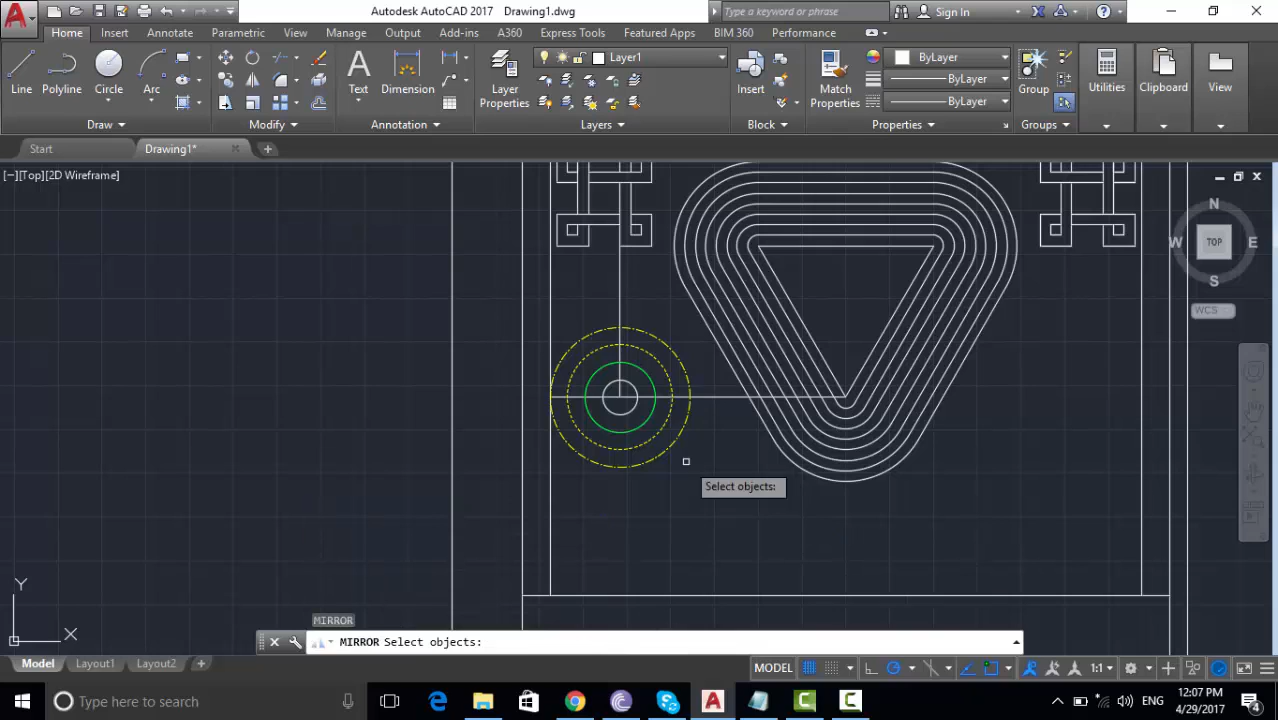 Autodesk AutoCAD 2017 Drawing1.dwg
Type a keyword or phrase
Sign In
Home Insert Annotate Parametric View Manage Output Add-ins A360 Express Tools Featured Apps BIM 360 Performance
Line Polyline Circle Arc
Text Dimension
Layer Properties
Layer1
Insert
Match Properties
ByLayer
ByLayer
ByLayer
Group
Utilities
Clipboard
View
Draw Modify Annotation Layers Block Properties Groups
Start Drawing1*
[−][Top][2D Wireframe]
N
W TOP E
S
WCS
Select objects:
Y
X
MIRROR
MIRROR Select objects:
Model Layout1 Layout2
MODEL 1:1
Type here to search
ENG
12:07 PM
4/29/2017
4